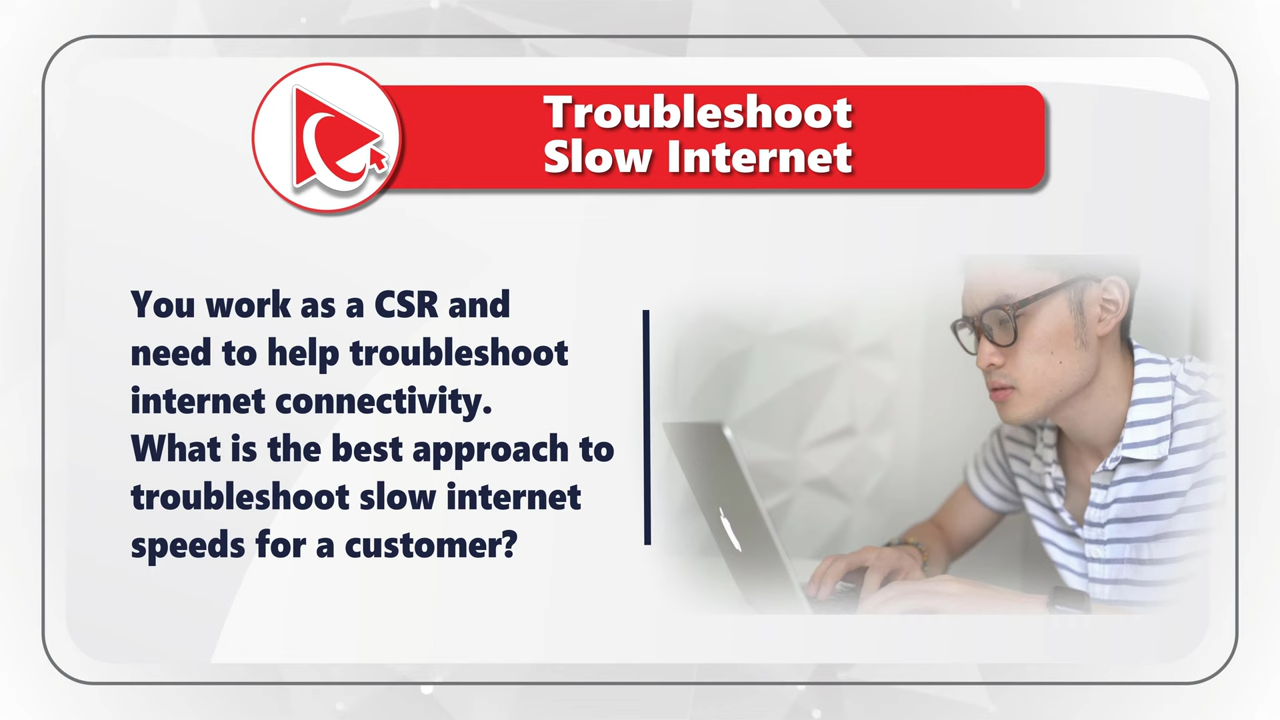 Troubleshoot
Slow Internet
You work as a CSR and
need to help troubleshoot
internet connectivity.
What is the best approach to
troubleshoot slow internet
speeds for a customer?